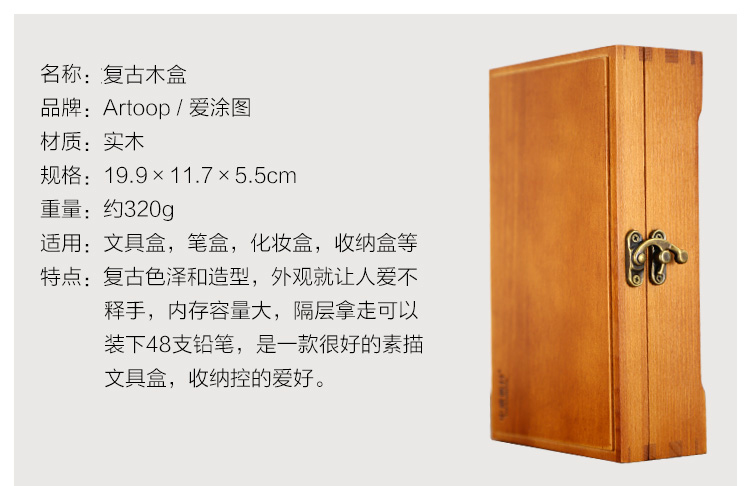 名称：复古木盒
品牌：Artoop / 爱涂图
材质：实木
规格：19.9×11.7×5.5cm
重量：约320g
适用：文具盒，笔盒，化妆盒，收纳盒等
特点：复古色泽和造型，外观就让人爱不
释手，内存容量大，隔层拿走可以
装下48支铅笔，是一款很好的素描
文具盒，收纳控的爱好。